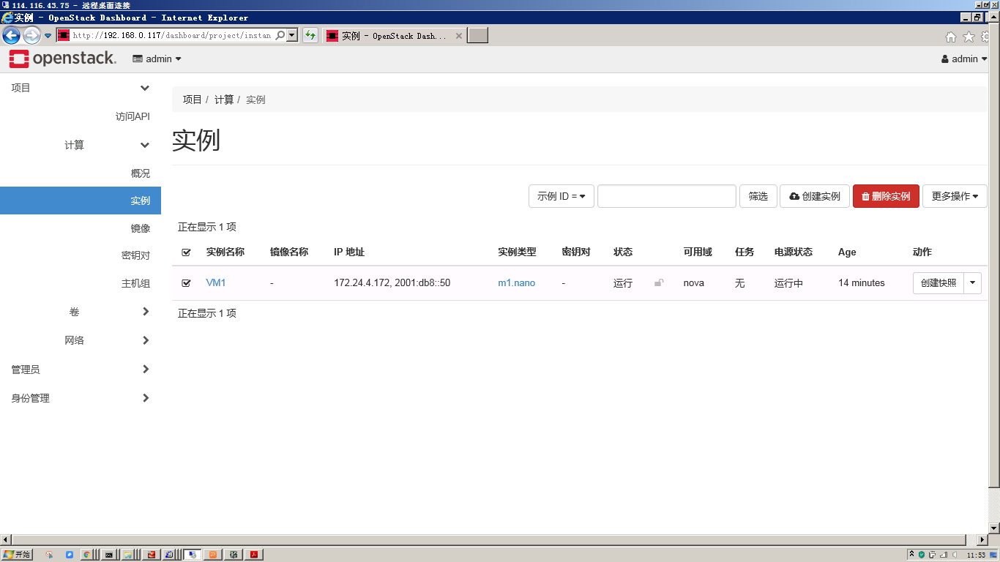 114.116.43.75 - 远程桌面连接
实例 - OpenStack Dashboard - Internet Explorer
http://192.168.0.117/dashboard/project/instan
实例 - OpenStack Dash...
openstack.
admin
admin
项目
访问API
计算
概况
实例
镜像
密钥对
主机组
卷
网络
管理员
身份管理
项目 / 计算 / 实例
实例
示例 ID =
筛选
创建实例
删除实例
更多操作
正在显示 1 项
实例名称 镜像名称 IP 地址 实例类型 密钥对 状态 可用域 任务 电源状态 Age 动作
VM1 - 172.24.4.172, 2001:db8::50 m1.nano - 运行 nova 无 运行中 14 minutes 创建快照
正在显示 1 项
开始
11:53